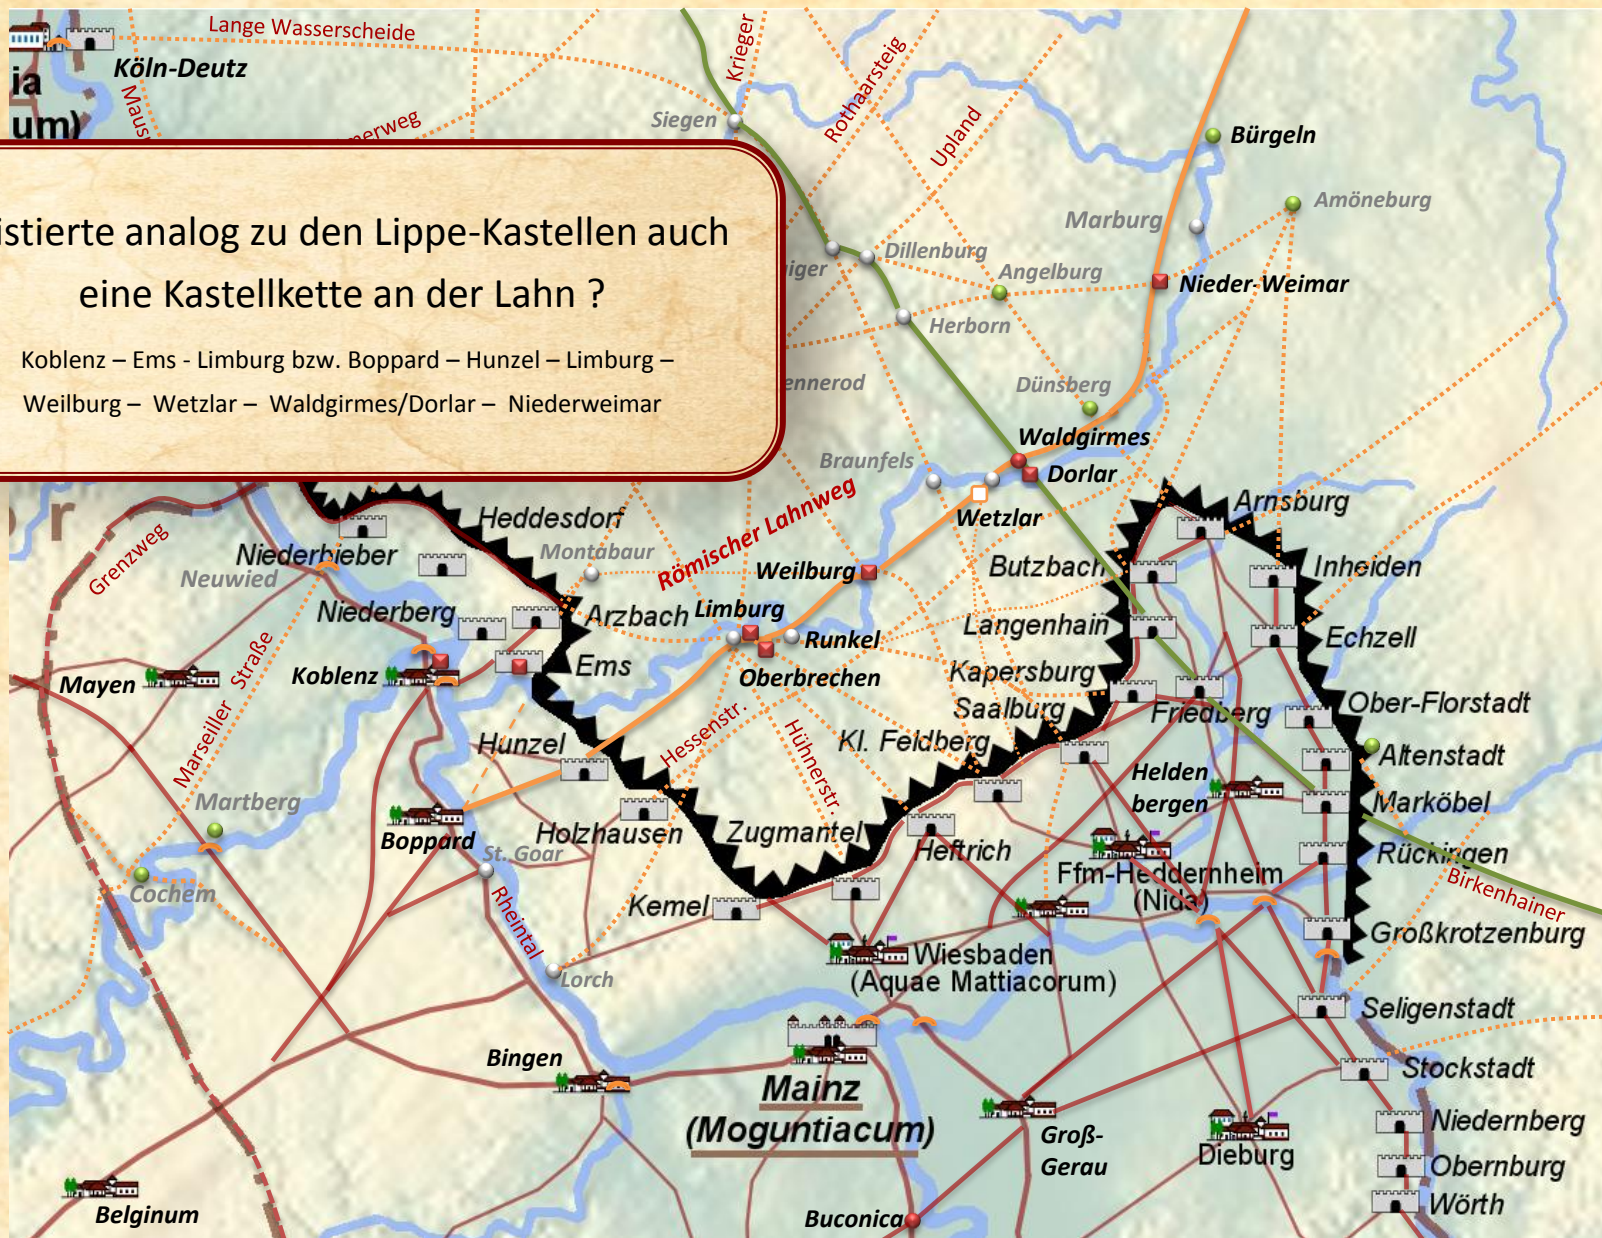 Lange Wasserscheide
Köln-Deutz
ia
um)
Krieger
Rothaarsteig
Upland
Siegen
Bürgeln
Amöneburg
Marburg
Dillenburg
Angelburg
Nieder-Weimar
Herborn
istierte analog zu den Lippe-Kastellen auch
eine Kastellkette an der Lahn ?
Koblenz – Ems - Limburg bzw. Boppard – Hunzel – Limburg –
Weilburg – Wetzlar – Waldgirmes/Dorlar – Niederweimar
ennerod
Dünsberg
Waldgirmes
Braunfels
Dorlar
Römischer Lahnweg
Wetzlar
Arnsburg
r
Heddesdorf
Grenzweg
Niederbieber
Neuwied
Montabaur
Weilburg
Butzbach
Inheiden
Niederberg
Arzbach
Limburg
Runkel
Langenhain
Echzell
Marseiller Straße
Mayen
Koblenz
Ems
Oberbrechen
Kapersburg
Saalburg
Friedberg
Ober-Florstadt
Hunzel
Hessenstr.
Hühnerstr.
Kl. Feldberg
Altenstadt
Helden
bergen
Martberg
Boppard
Holzhausen
Zugmantel
Heftrich
Marköbel
St. Goar
Rückingen
Birkenhainer
Cochem
Rheintal
Kemel
Ffm-Heddernheim
(Nida)
Großkrotzenburg
Lorch
Wiesbaden
(Aquae Mattiacorum)
Seligenstadt
Bingen
Mainz
(Moguntiacum)
Stockstadt
Groß-
Gerau
Dieburg
Niedernberg
Obernburg
Belginum
Buconica
Wörth